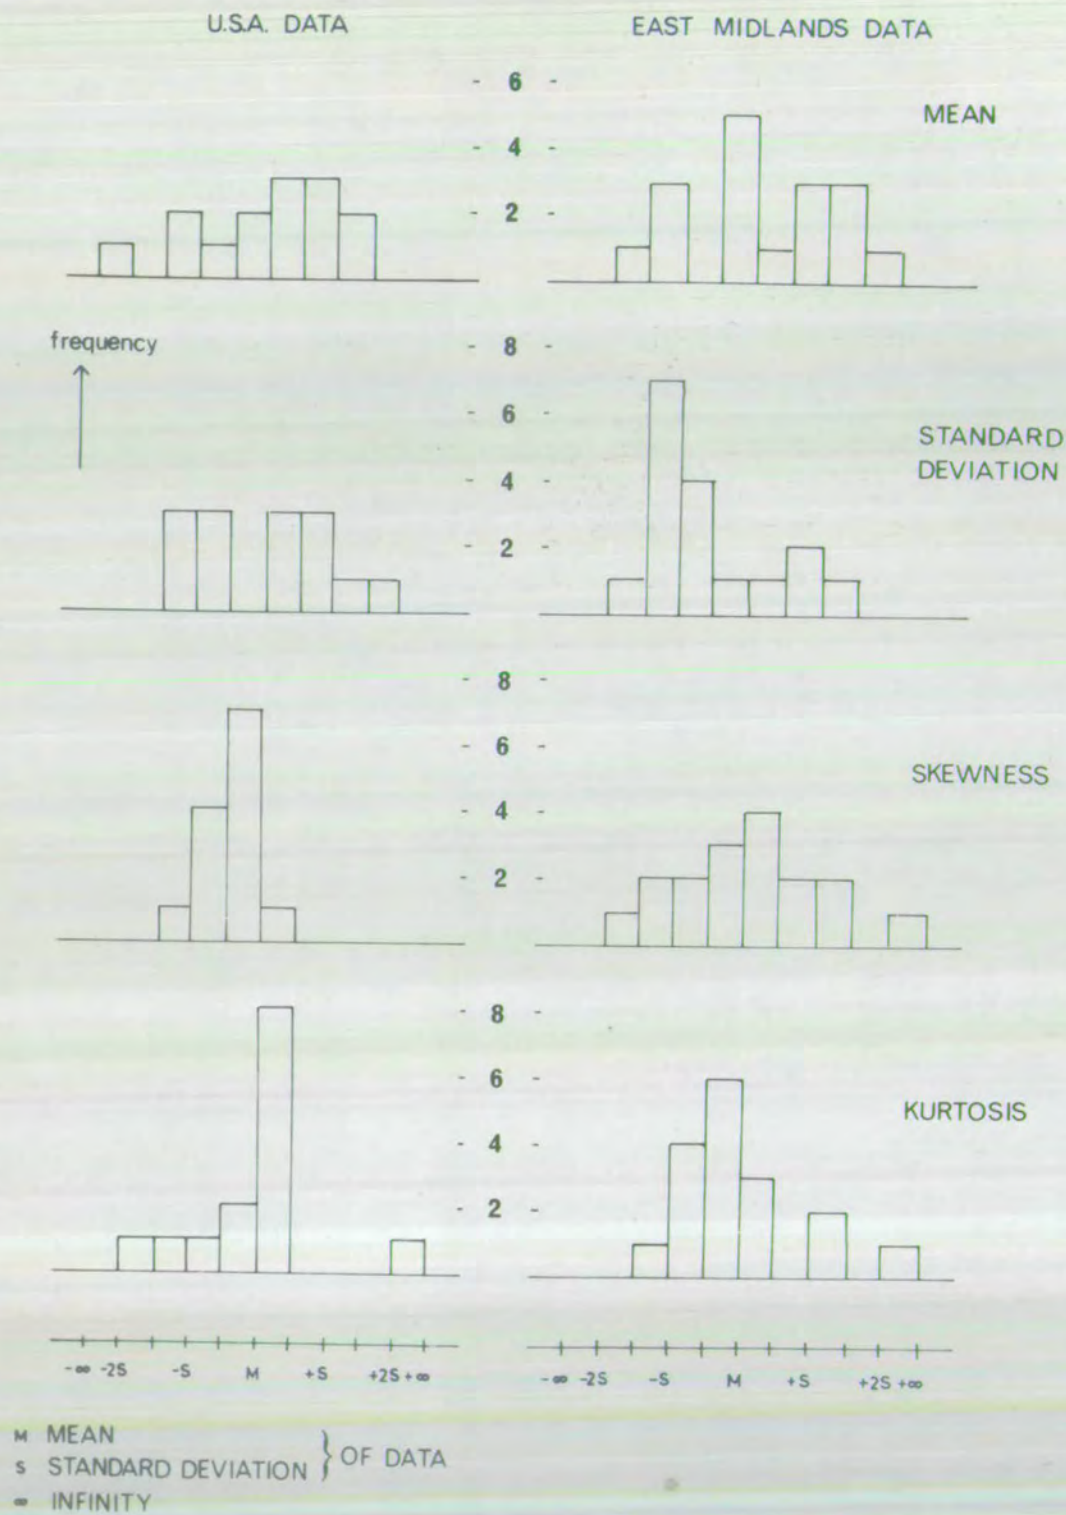 U.S.A. DATA EAST MIDLANDS DATA
- 6 -
MEAN
- 4 -
- 2 -
frequency
- 8 -
- 6 -
STANDARD
DEVIATION
- 4 -
- 2 -
- 8 -
- 6 -
SKEWNESS
- 4 -
- 2 -
- 8 -
- 6 -
KURTOSIS
- 4 -
- 2 -
-∞ -2S -S M +S +2S +∞ -∞ -2S -S M +S +2S +∞
M MEAN
S STANDARD DEVIATION } OF DATA
∞ INFINITY